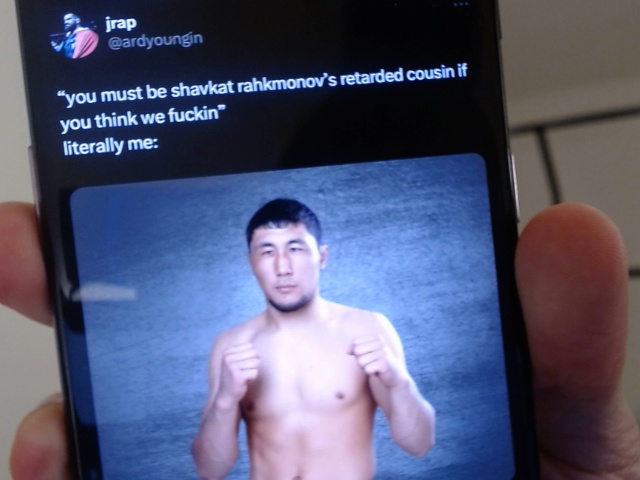 jrap
@ardyoungin
“you must be shavkat rahkmonov’s retarded cousin if
you think we fuckin”
literally me: